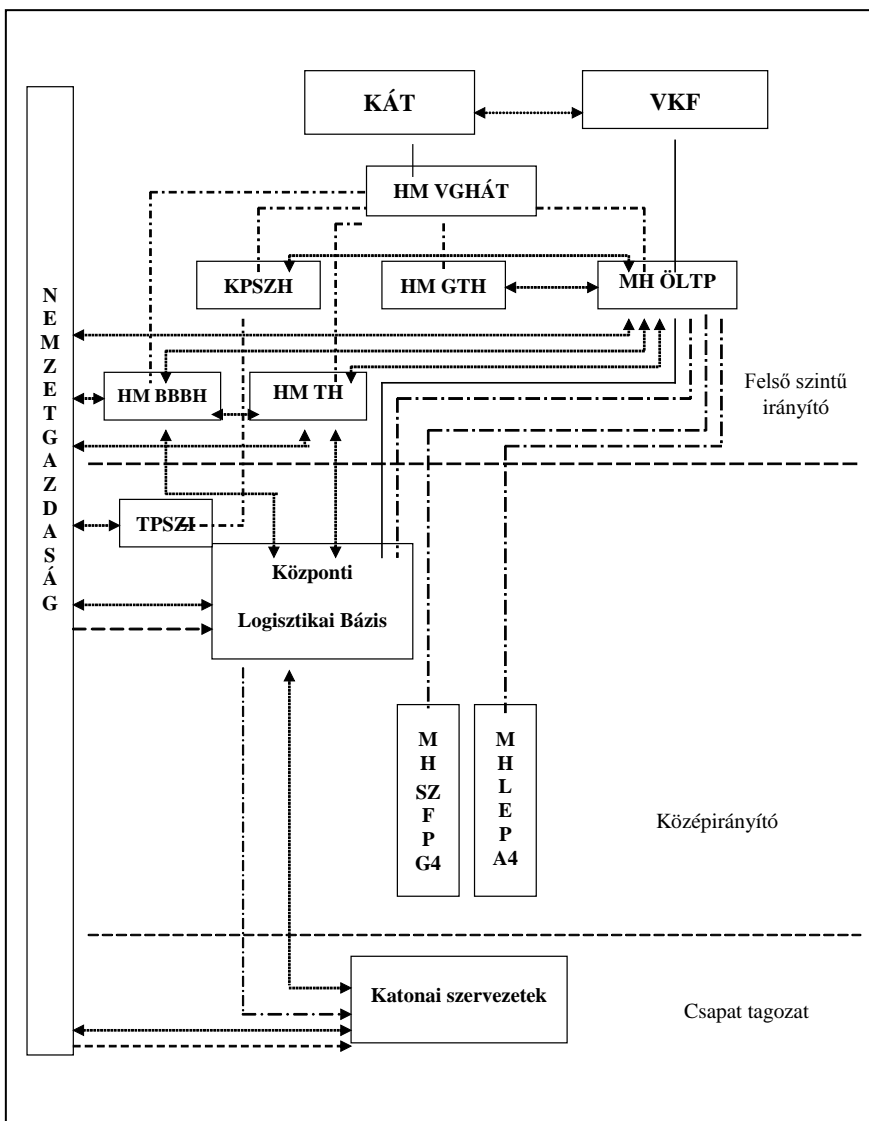 KÁT
VKF
HM VGHÁT
KPSZH
HM GTH
MH ÖLTP
N
E
M
Z
E
T
G
A
Z
D
A
S
Á
G
HM BBBH
HM TH
Felső szintű
irányító
TPSZI
Központi
Logisztikai Bázis
M
H
SZ
F
P
G4
M
H
L
E
P
A4
Középirányító
Katonai szervezetek
Csapat tagozat